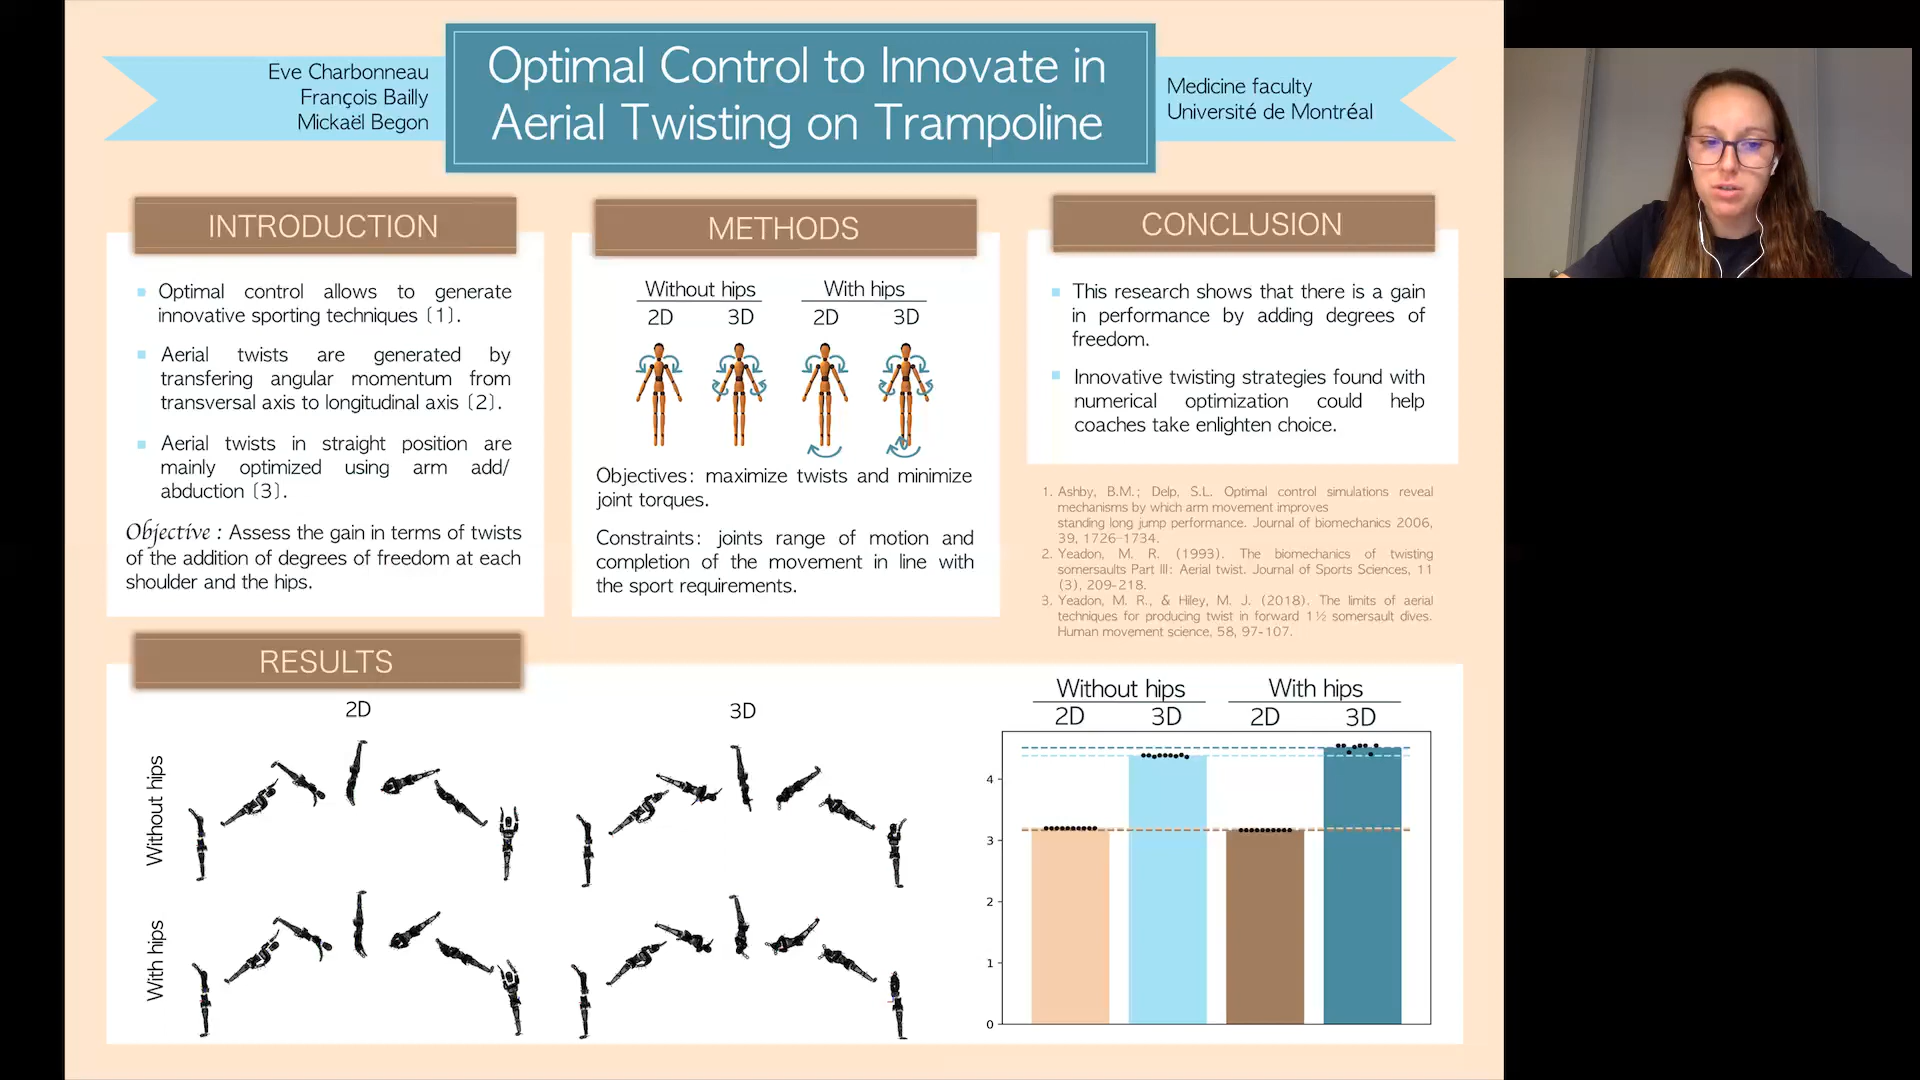 Eve Charbonneau
François Bailly
Mickaël Begon
Optimal Control to Innovate in
Aerial Twisting on Trampoline
Medicine faculty
Université de Montréal
INTRODUCTION
Optimal control allows to generate
innovative sporting techniques (1).
Aerial twists are generated by
transfering angular momentum from
transversal axis to longitudinal axis (2).
Aerial twists in straight position are
mainly optimized using arm add/
abduction (3).
Objective : Assess the gain in terms of twists
of the addition of degrees of freedom at each
shoulder and the hips.
METHODS
Without hips With hips
2D 3D 2D 3D
Objectives: maximize twists and minimize
joint torques.
Constraints: joints range of motion and
completion of the movement in line with
the sport requirements.
CONCLUSION
This research shows that there is a gain
in performance by adding degrees of
freedom.
Innovative twisting strategies found with
numerical optimization could help
coaches take enlighten choice.
1. Ashby, B.M.; Delp, S.L. Optimal control simulations reveal
mechanisms by which arm movement improves
standing long jump performance. Journal of biomechanics 2006,
39, 1726-1734.
2. Yeadon, M. R. (1993). The biomechanics of twisting
somersaults Part III: Aerial twist. Journal of Sports Sciences, 11
(3), 209-218.
3. Yeadon, M. R., & Hiley, M. J. (2018). The limits of aerial
techniques for producing twist in forward 1½ somersault dives.
Human movement science, 58, 97-107.
RESULTS
2D 3D
Without hips
With hips
Without hips With hips
2D 3D 2D 3D
4
3
2
1
0